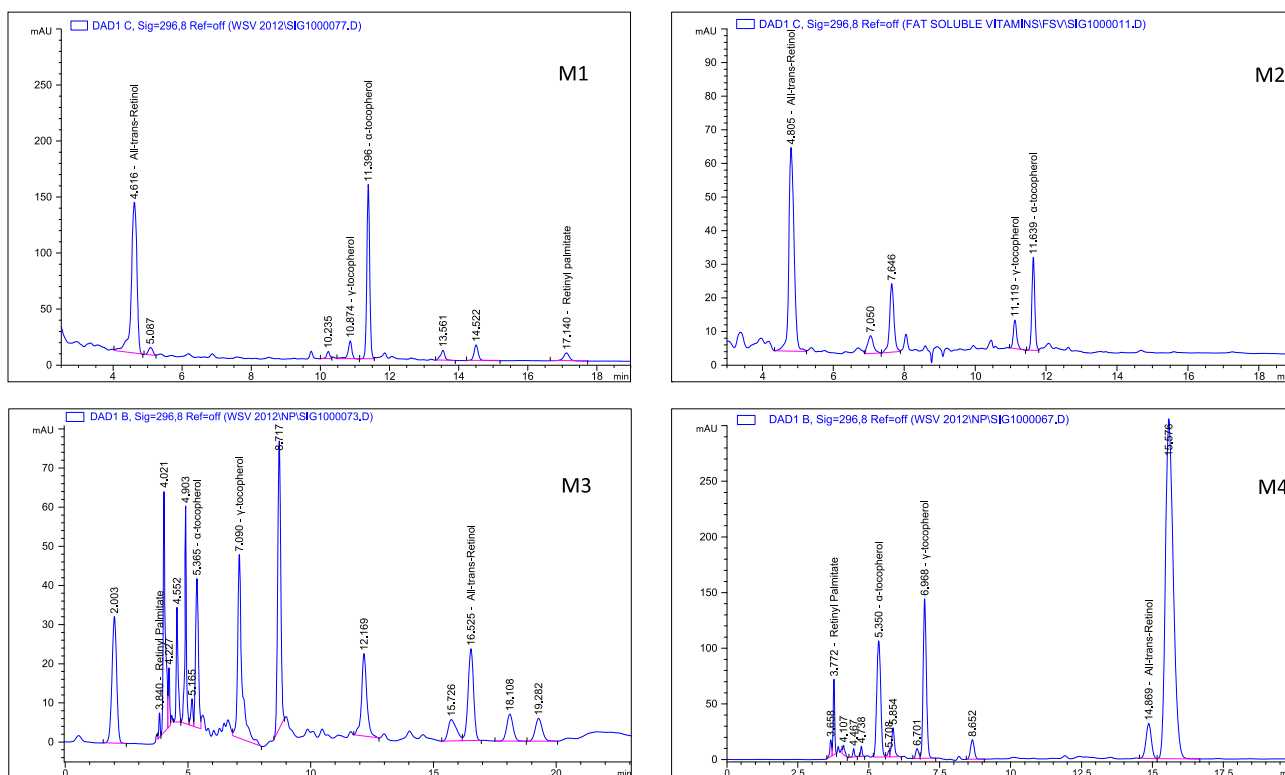 DAD1 C, Sig=296,8 Ref=off (WSV 2012\SIG1000077.D)
mAU
M1
250
200
150
100
50
0
4.616 - All-trans-Retinol
5.087
10.235
10.874 - γ-tocopherol
11.396 - α-tocopherol
13.561
14.522
17.140 - Retinyl palmitate
4 6 8 10 12 14 16 18 min
DAD1 C, Sig=296,8 Ref=off (FAT SOLUBLE VITAMINS\FSV\SIG1000011.D)
mAU
M2
90
80
70
60
50
40
30
20
10
0
4.805 - All-trans-Retinol
7.050
7.646
11.119 - γ-tocopherol
11.639 - α-tocopherol
4 6 8 10 12 14 16 18
DAD1 B, Sig=296,8 Ref=off (WSV 2012\NP\SIG1000073.D)
mAU
M3
70
60
50
40
30
20
10
0
2.003
3.840 - Retinyl Palmitate
4.021
4.227
4.552
4.903
5.165
5.365 - α-tocopherol
7.090 - γ-tocopherol
8.717
12.169
15.726
16.525 - All-trans-Retinol
18.108
19.282
0 5 10 15 20 min
DAD1 B, Sig=296,8 Ref=off (WSV 2012\NP\SIG1000067.D)
mAU
M4
250
200
150
100
50
0
3.658
3.772 - Retinyl Palmitate
4.107
4.467
4.738
5.350 - α-tocopherol
5.708
5.854
6.701
6.968 - γ-tocopherol
8.652
14.869 - All-trans-Retinol
15.576
0 2.5 5 7.5 10 12.5 15 17.5